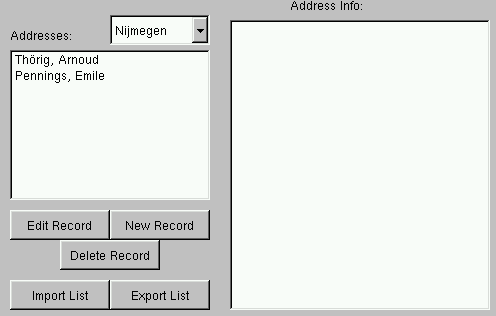 Address Info:
Addresses:
Nijmegen
Thörig, Arnoud
Pennings, Emile
Edit Record
New Record
Delete Record
Import List
Export List